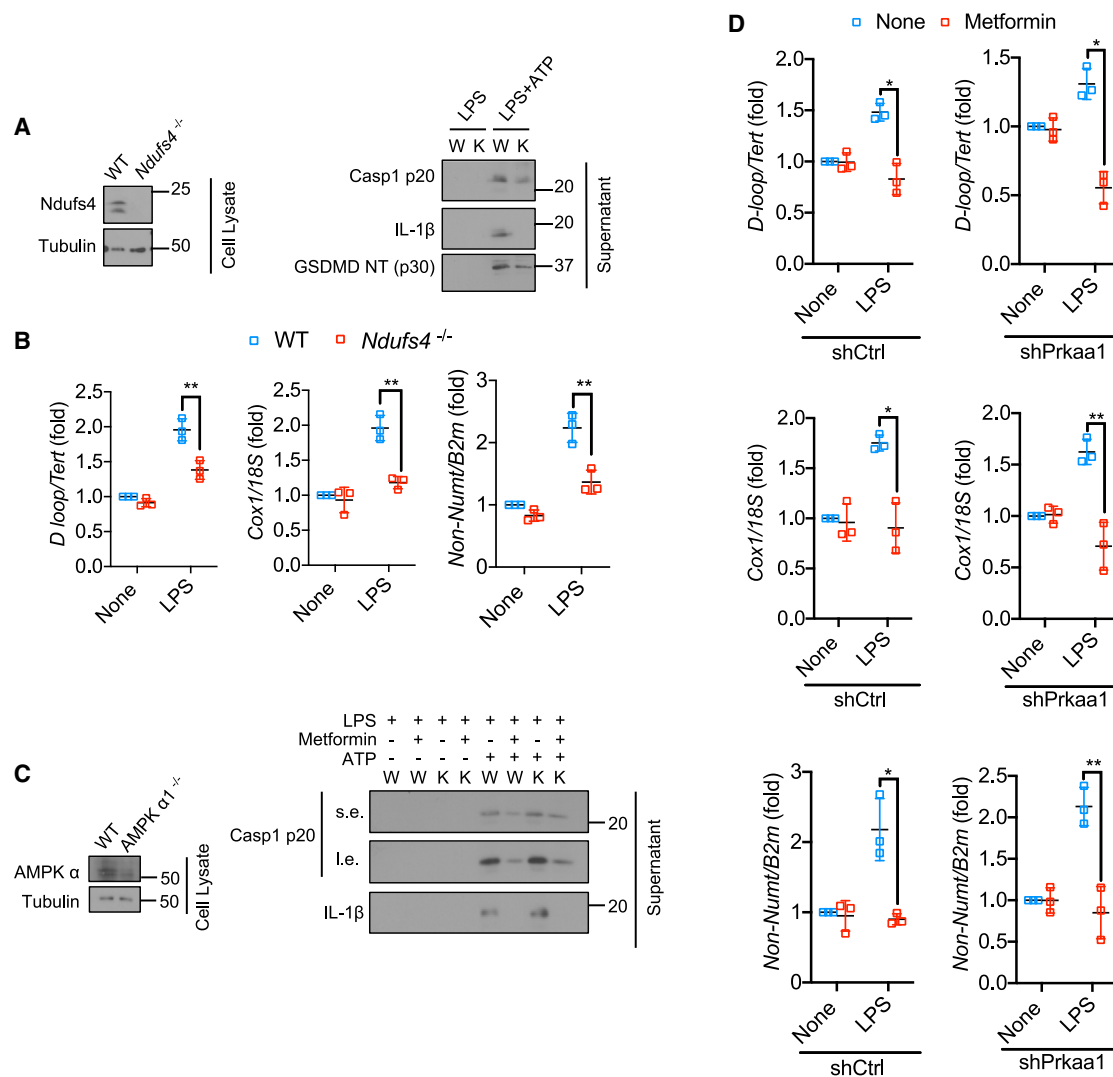 A
WT
Ndufs4 -/-
Ndufs4
25
Tubulin
50
Cell Lysate
LPS
LPS+ATP
W K W K
Casp1 p20
20
IL-1β
20
GSDMD NT (p30)
37
Supernatant
B
WT Ndufs4 -/-
D loop/Tert (fold)
2.5
2.0
1.5
1.0
0.5
0.0
**
None
LPS
Cox1/18S (fold)
2.5
2.0
1.5
1.0
0.5
0.0
**
None
LPS
Non-Numt/B2m (fold)
3
2
1
0
**
None
LPS
C
WT
AMPK α1 -/-
AMPK α
50
Tubulin
50
Cell Lysate
LPS + + + + + + + +
Metformin - + - + - + - +
ATP - - - - + + + +
W W K K W W K K
Casp1 p20
s.e.
20
l.e.
IL-1β
20
Supernatant
D
None Metformin
D-loop/Tert (fold)
2.0
1.5
1.0
0.5
0.0
*
None
LPS
shCtrl
D-loop/Tert (fold)
1.5
1.0
0.5
0.0
*
None
LPS
shPrkaa1
Cox1/18S (fold)
2.0
1.5
1.0
0.5
0.0
*
None
LPS
shCtrl
Cox1/18S (fold)
2.0
1.5
1.0
0.5
0.0
**
None
LPS
shPrkaa1
Non-Numt/B2m (fold)
3
2
1
0
*
None
LPS
shCtrl
Non-Numt/B2m (fold)
2.5
2.0
1.5
1.0
0.5
0.0
**
None
LPS
shPrkaa1